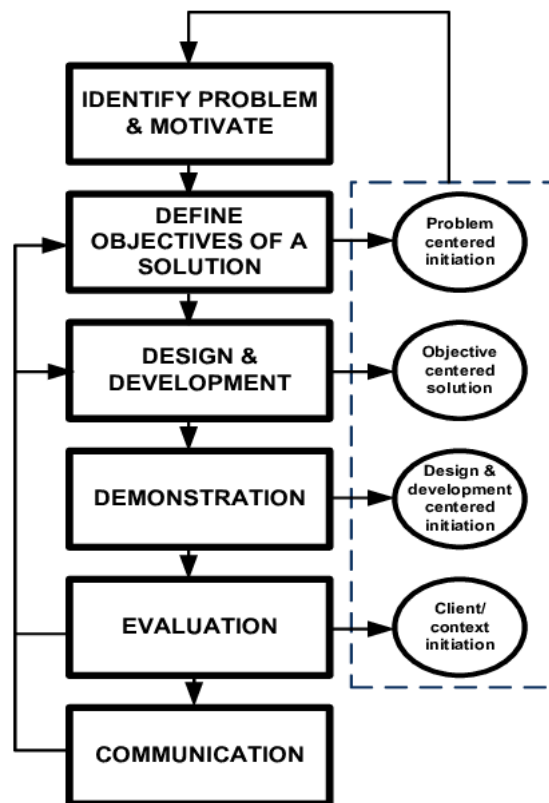 IDENTIFY PROBLEM
& MOTIVATE
DEFINE
OBJECTIVES OF A
SOLUTION
Problem
centered
initiation
DESIGN &
DEVELOPMENT
Objective
centered
solution
DEMONSTRATION
Design &
development
centered
initiation
EVALUATION
Client/
context
initiation
COMMUNICATION